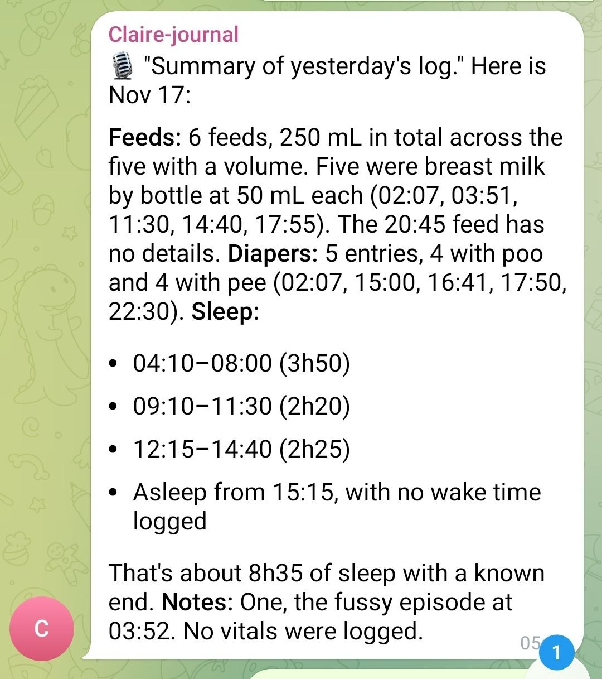 Claire-journal
"Summary of yesterday's log." Here is
Nov 17:
Feeds: 6 feeds, 250 mL in total across the
five with a volume. Five were breast milk
by bottle at 50 mL each (02:07, 03:51,
11:30, 14:40, 17:55). The 20:45 feed has
no details. Diapers: 5 entries, 4 with poo
and 4 with pee (02:07, 15:00, 16:41, 17:50,
22:30). Sleep:
• 04:10–08:00 (3h50)
• 09:10–11:30 (2h20)
• 12:15–14:40 (2h25)
• Asleep from 15:15, with no wake time
logged
That's about 8h35 of sleep with a known
end. Notes: One, the fussy episode at
03:52. No vitals were logged.
C
1